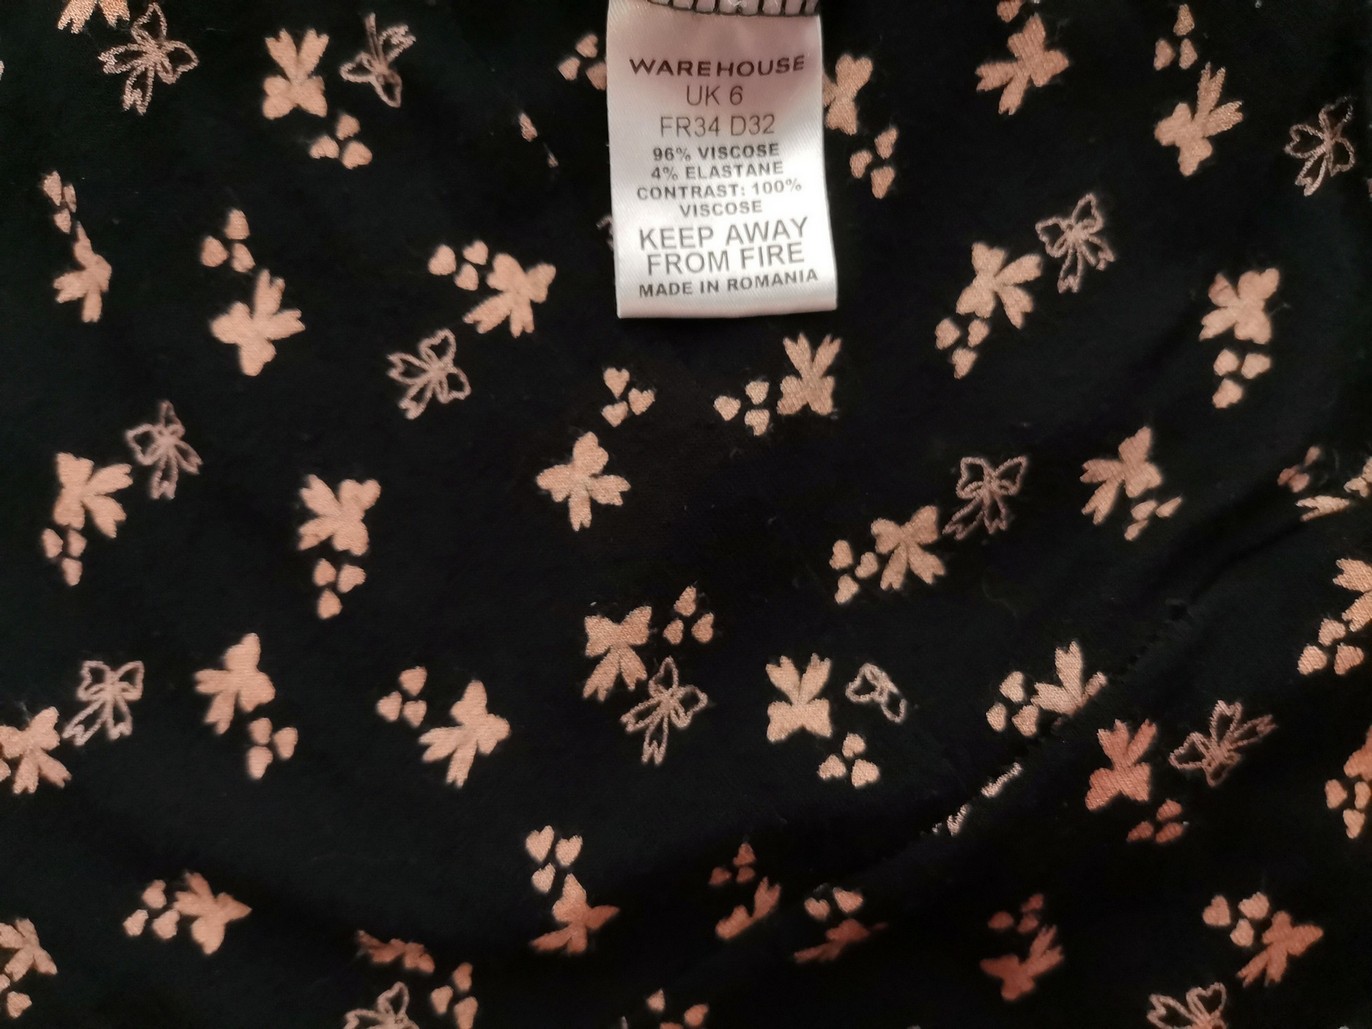 WAREHOUSE
UK 6
FR34 D32
96% VISCOSE
4% ELASTANE
CONTRAST: 100%
VISCOSE
KEEP AWAY
FROM FIRE
MADE IN ROMANIA